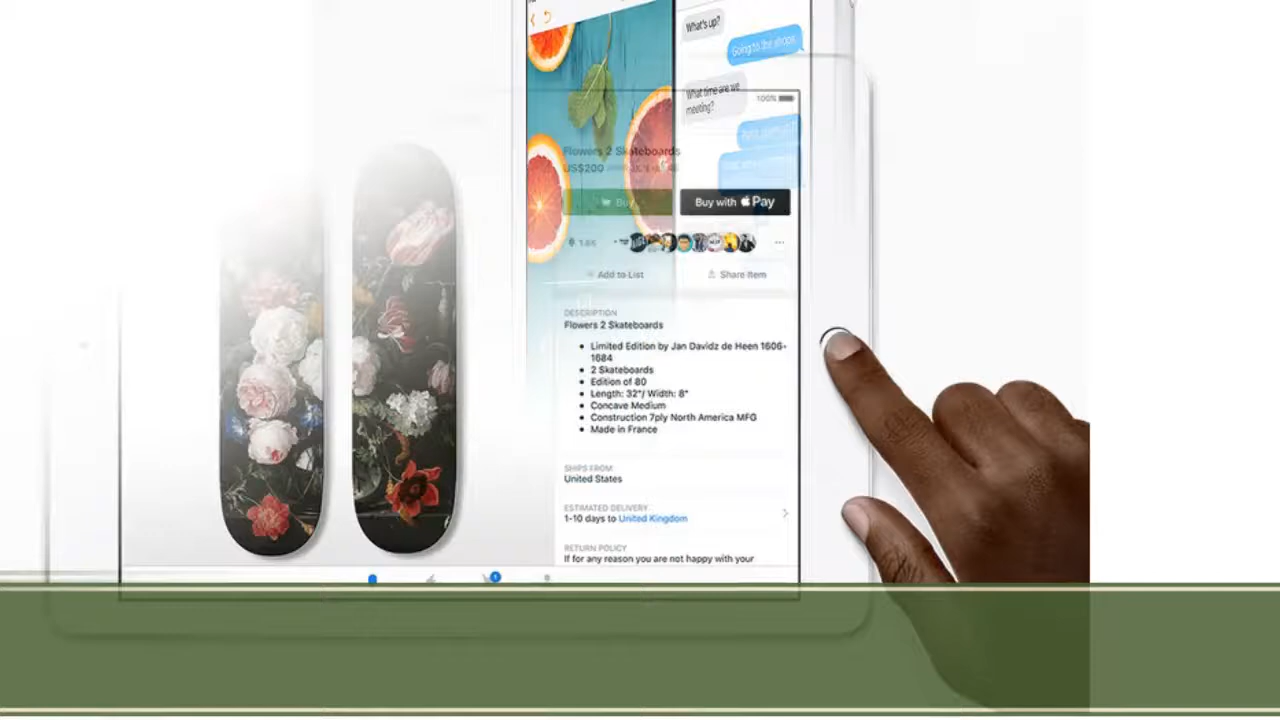 What's up?
Going to the shops
What time are we
meeting?
100%
Flowers 2 Skateboards
US$200
Buy
Buy with Pay
1.6K
Add to List
Share Item
DESCRIPTION
Flowers 2 Skateboards
• Limited Edition by Jan Davidz de Heen 1606-
1684
• 2 Skateboards
• Edition of 80
• Length: 32"/ Width: 8"
• Concave Medium
• Construction 7ply North America MFG
• Made in France
SHIPS FROM
United States
ESTIMATED DELIVERY
1-10 days to United Kingdom
RETURN POLICY
If for any reason you are not happy with your
1